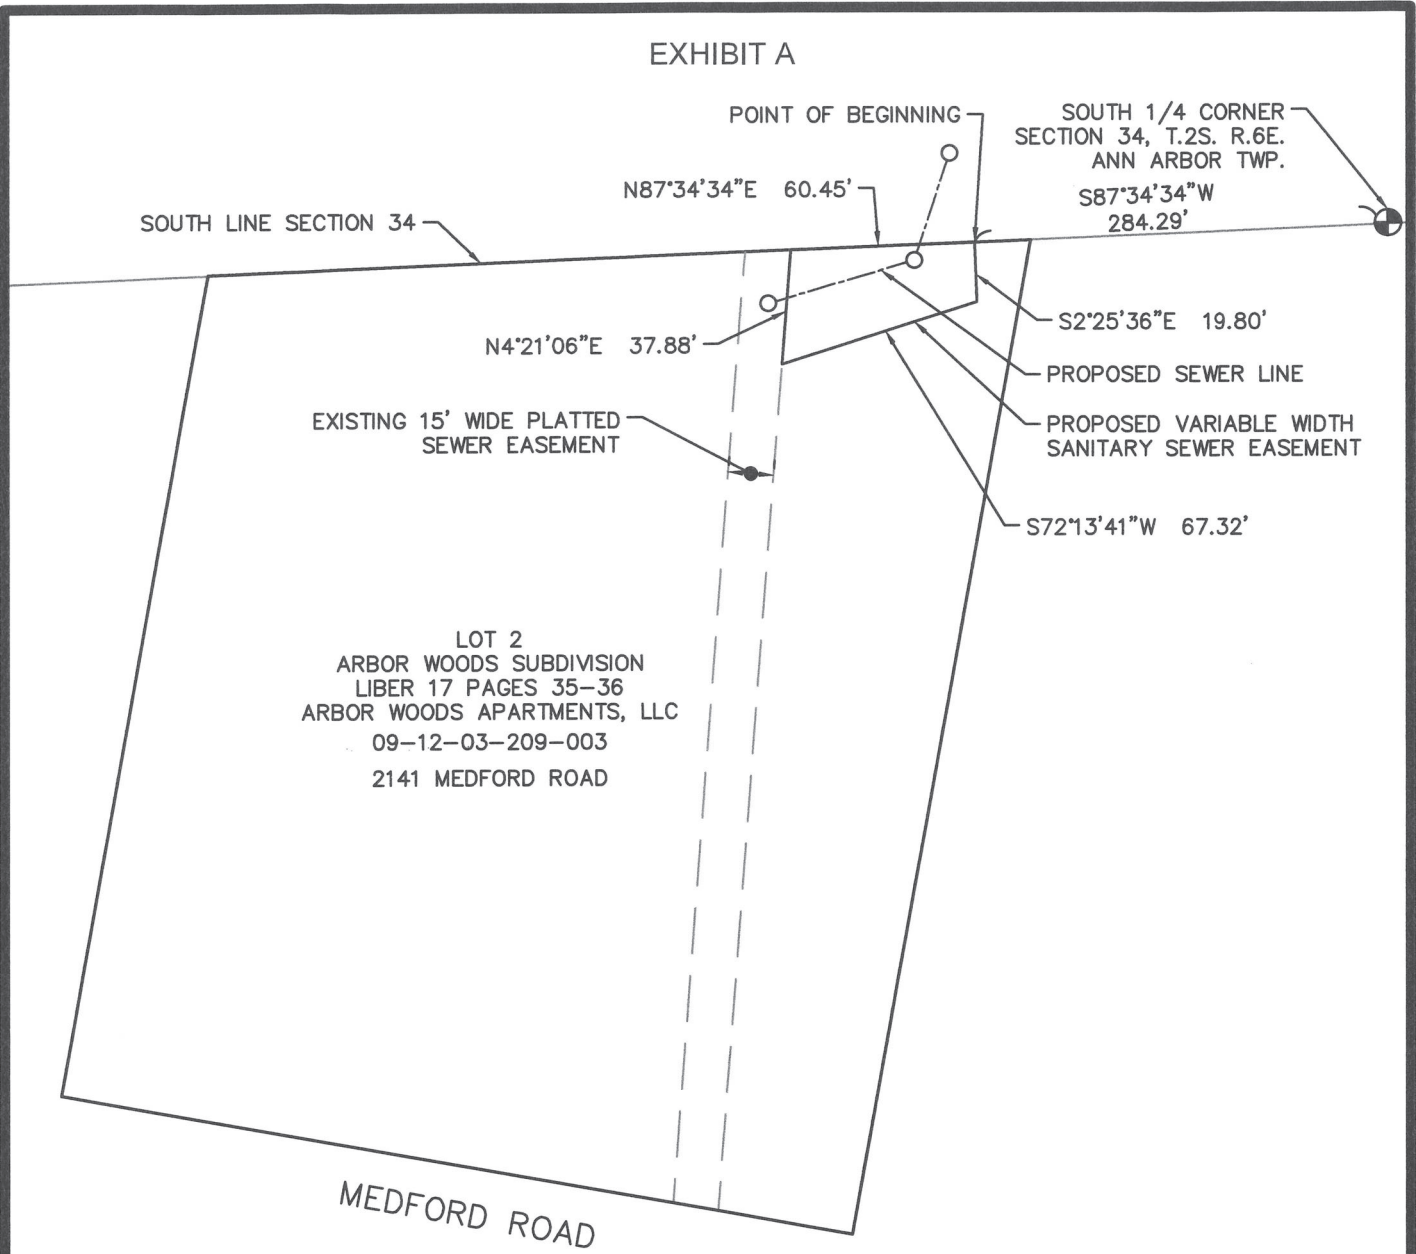 EXHIBIT A
POINT OF BEGINNING
SOUTH 1/4 CORNER
SECTION 34, T.2S. R.6E.
ANN ARBOR TWP.
S87°34'34"W
284.29'
N87°34'34"E 60.45'
SOUTH LINE SECTION 34
S2°25'36"E 19.80'
N4°21'06"E 37.88'
PROPOSED SEWER LINE
EXISTING 15' WIDE PLATTED
SEWER EASEMENT
PROPOSED VARIABLE WIDTH
SANITARY SEWER EASEMENT
S72°13'41"W 67.32'
LOT 2
ARBOR WOODS SUBDIVISION
LIBER 17 PAGES 35-36
ARBOR WOODS APARTMENTS, LLC
09-12-03-209-003
2141 MEDFORD ROAD
MEDFORD ROAD